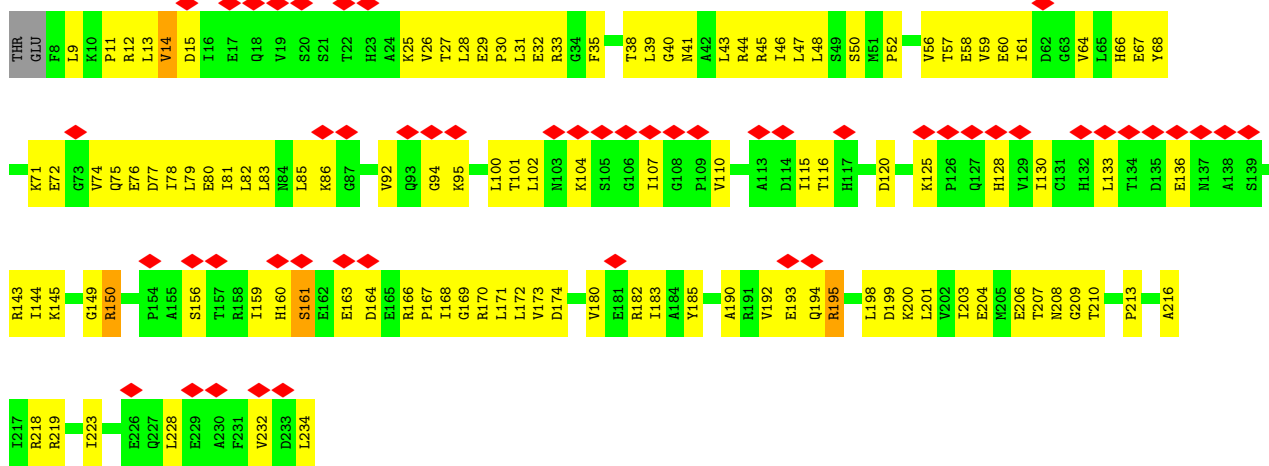 THR GLU F8 L9 K10 P11 R12 L13 V14 D15 I16 E17 Q18 V19 S20 S21 T22 H23 A24 K25 V26 T27 L28 E29 P30 L31 E32 R33 G34 F35 T38 L39 G40 N41 A42 L43 R44 R45 I46 L47 L48 S49 S50 M51 P52 V56 T57 E58 V59 E60 I61 D62 G63 V64 L65 H66 E67 Y68
K71 E72 G73 V74 Q75 E76 D77 I78 L79 E80 I81 L82 L83 N84 L85 K86 G87 V92 Q93 G94 K95 L100 T101 L102 N103 K104 S105 G106 I107 G108 P109 V110 A113 D114 I115 T116 H117 D120 K125 P126 Q127 H128 V129 I130 C131 H132 L133 T134 D135 E136 N137 A138 S139
R143 I144 K145 G149 R150 P154 A155 S156 T157 R158 I159 H160 S161 E162 E163 D164 E165 R166 P167 I168 G169 R170 L171 L172 V173 D174 V180 E181 R182 I183 A184 Y185 A190 R191 V192 E193 Q194 R195 L198 D199 K200 L201 V202 I203 E204 M205 E206 T207 N208 G209 T210 P213 A216
I217 R218 R219 I223 E226 Q227 L228 E229 A230 F231 V232 D233 L234